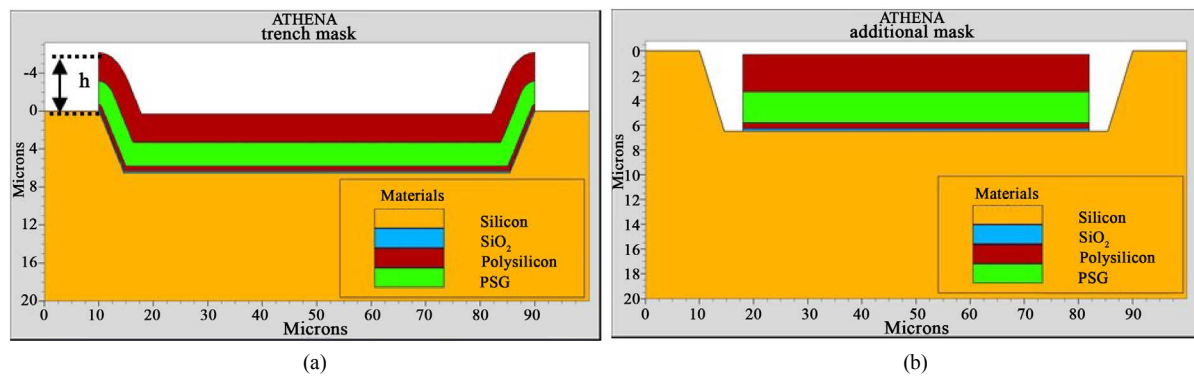 ATHENA
trench mask
h
-4
0
4
8
12
16
20
Microns
0 10 20 30 40 50 60 70 80 90
Microns
Materials
Silicon
SiO2
Polysilicon
PSG
(a)
ATHENA
additional mask
0
2
4
6
8
10
12
14
16
18
20
Microns
0 10 20 30 40 50 60 70 80 90
Microns
Materials
Silicon
SiO2
Polysilicon
PSG
(b)